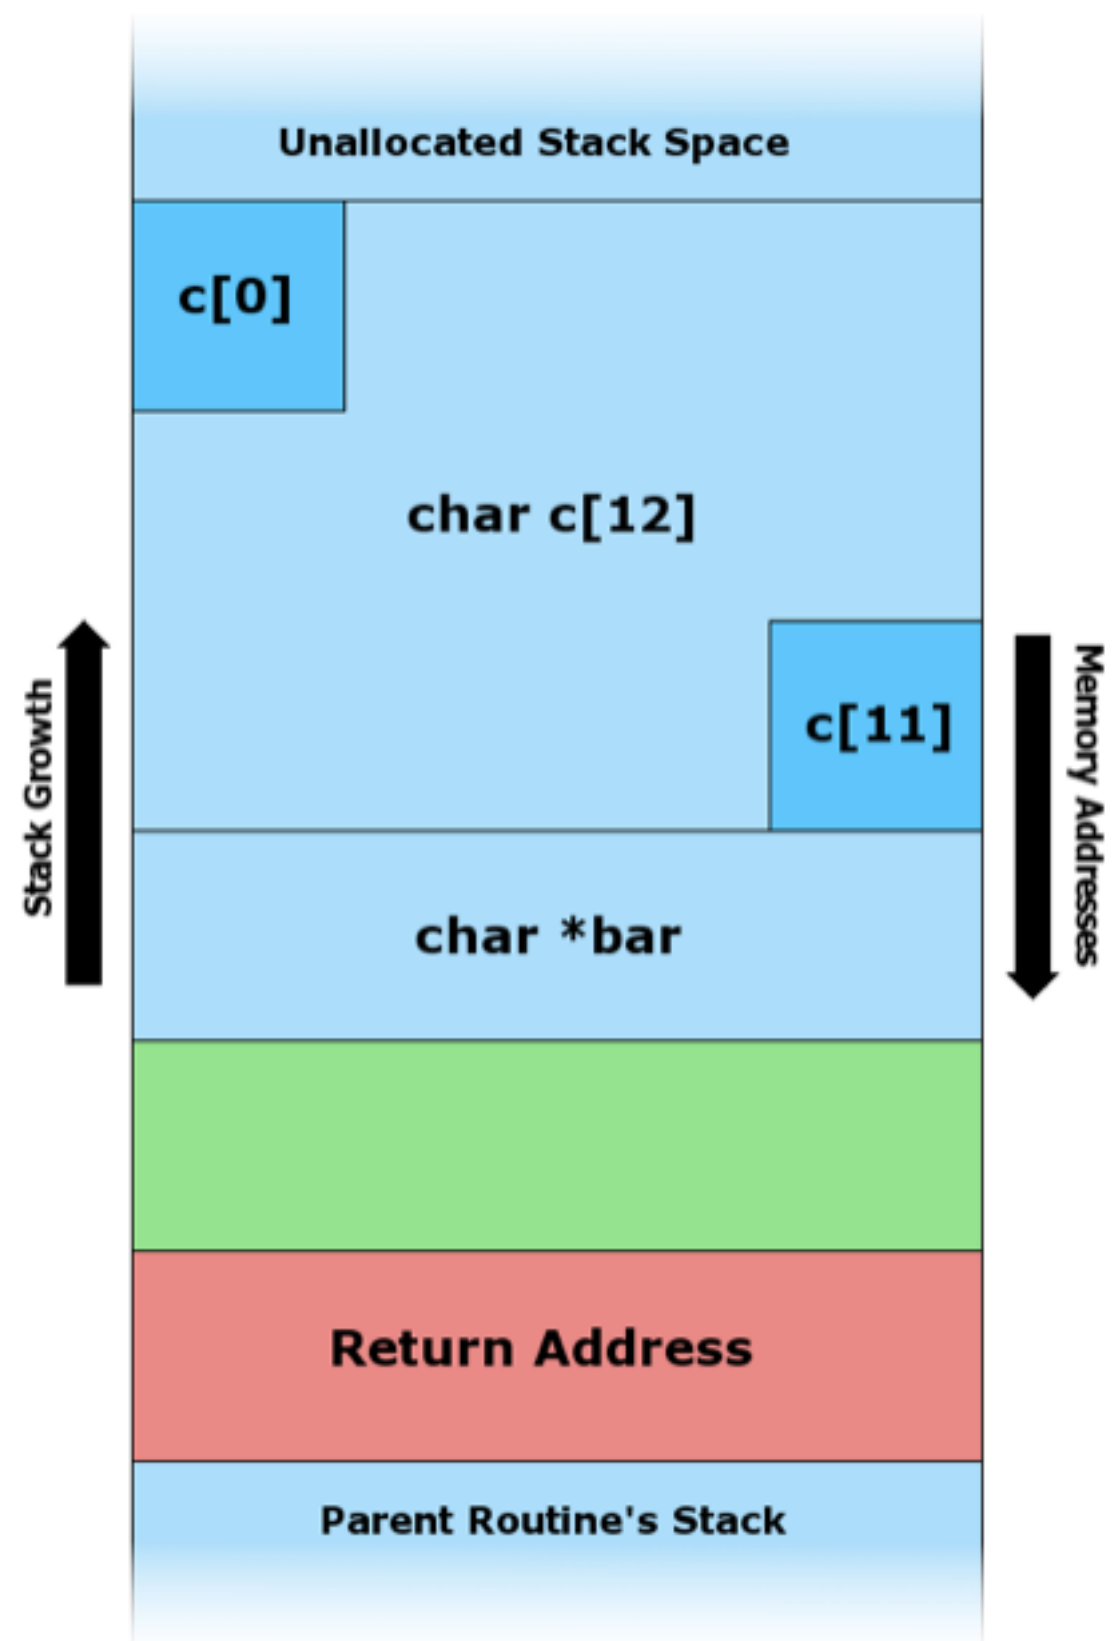 Unallocated Stack Space
c[0]
char c[12]
c[11]
Stack Growth
Memory Addresses
char *bar
Return Address
Parent Routine's Stack